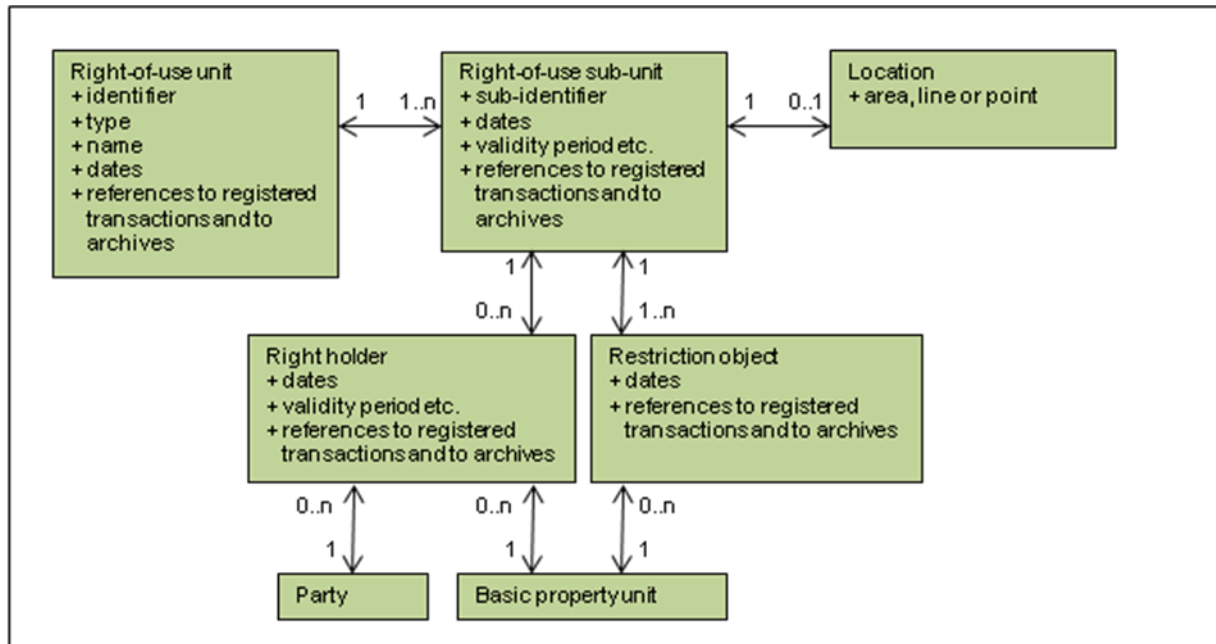 Right-of-use unit
+ identifier
+ type
+ name
+ dates
+ references to registered
transactions and to
archives
1
1..n
Right-of-use sub-unit
+ sub-identifier
+ dates
+ validity period etc.
+ references to registered
transactions and to
archives
1
0..1
Location
+ area, line or point
1
0..n
1
1..n
Right holder
+ dates
+ validity period etc.
+ references to registered
transactions and to archives
Restriction object
+ dates
+ references to registered
transactions and to archives
0..n
1
0..n
1
0..n
1
Party
Basic property unit